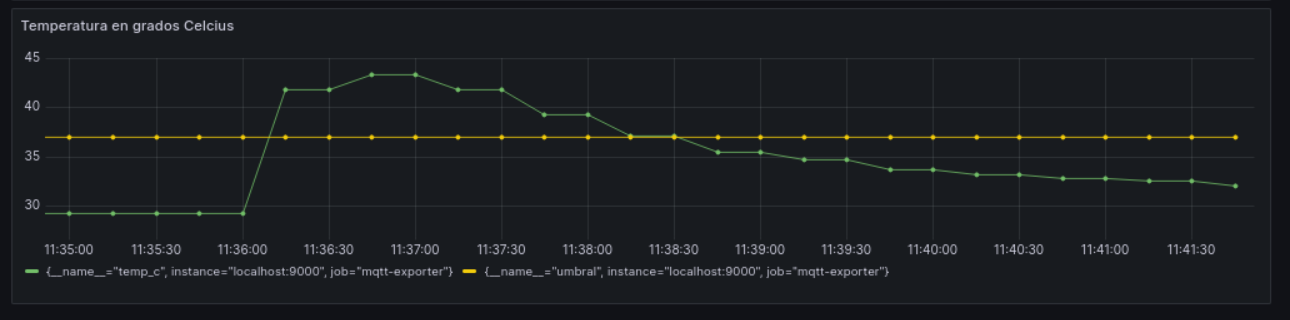 Temperatura en grados Celcius
45
40
35
30
11:35:00 11:35:30 11:36:00 11:36:30 11:37:00 11:37:30 11:38:00 11:38:30 11:39:00 11:39:30 11:40:00 11:40:30 11:41:00 11:41:30
{__name__="temp_c", instance="localhost:9000", job="mqtt-exporter"} {__name__="umbral", instance="localhost:9000", job="mqtt-exporter"}